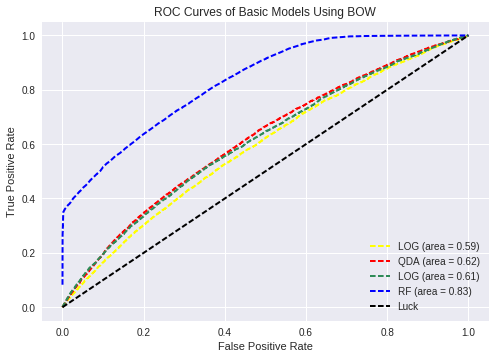 ROC Curves of Basic Models Using BOW
1.0
0.8
0.6
0.4
0.2
0.0
True Positive Rate
LOG (area = 0.59)
QDA (area = 0.62)
LOG (area = 0.61)
RF (area = 0.83)
Luck
0.0 0.2 0.4 0.6 0.8 1.0
False Positive Rate